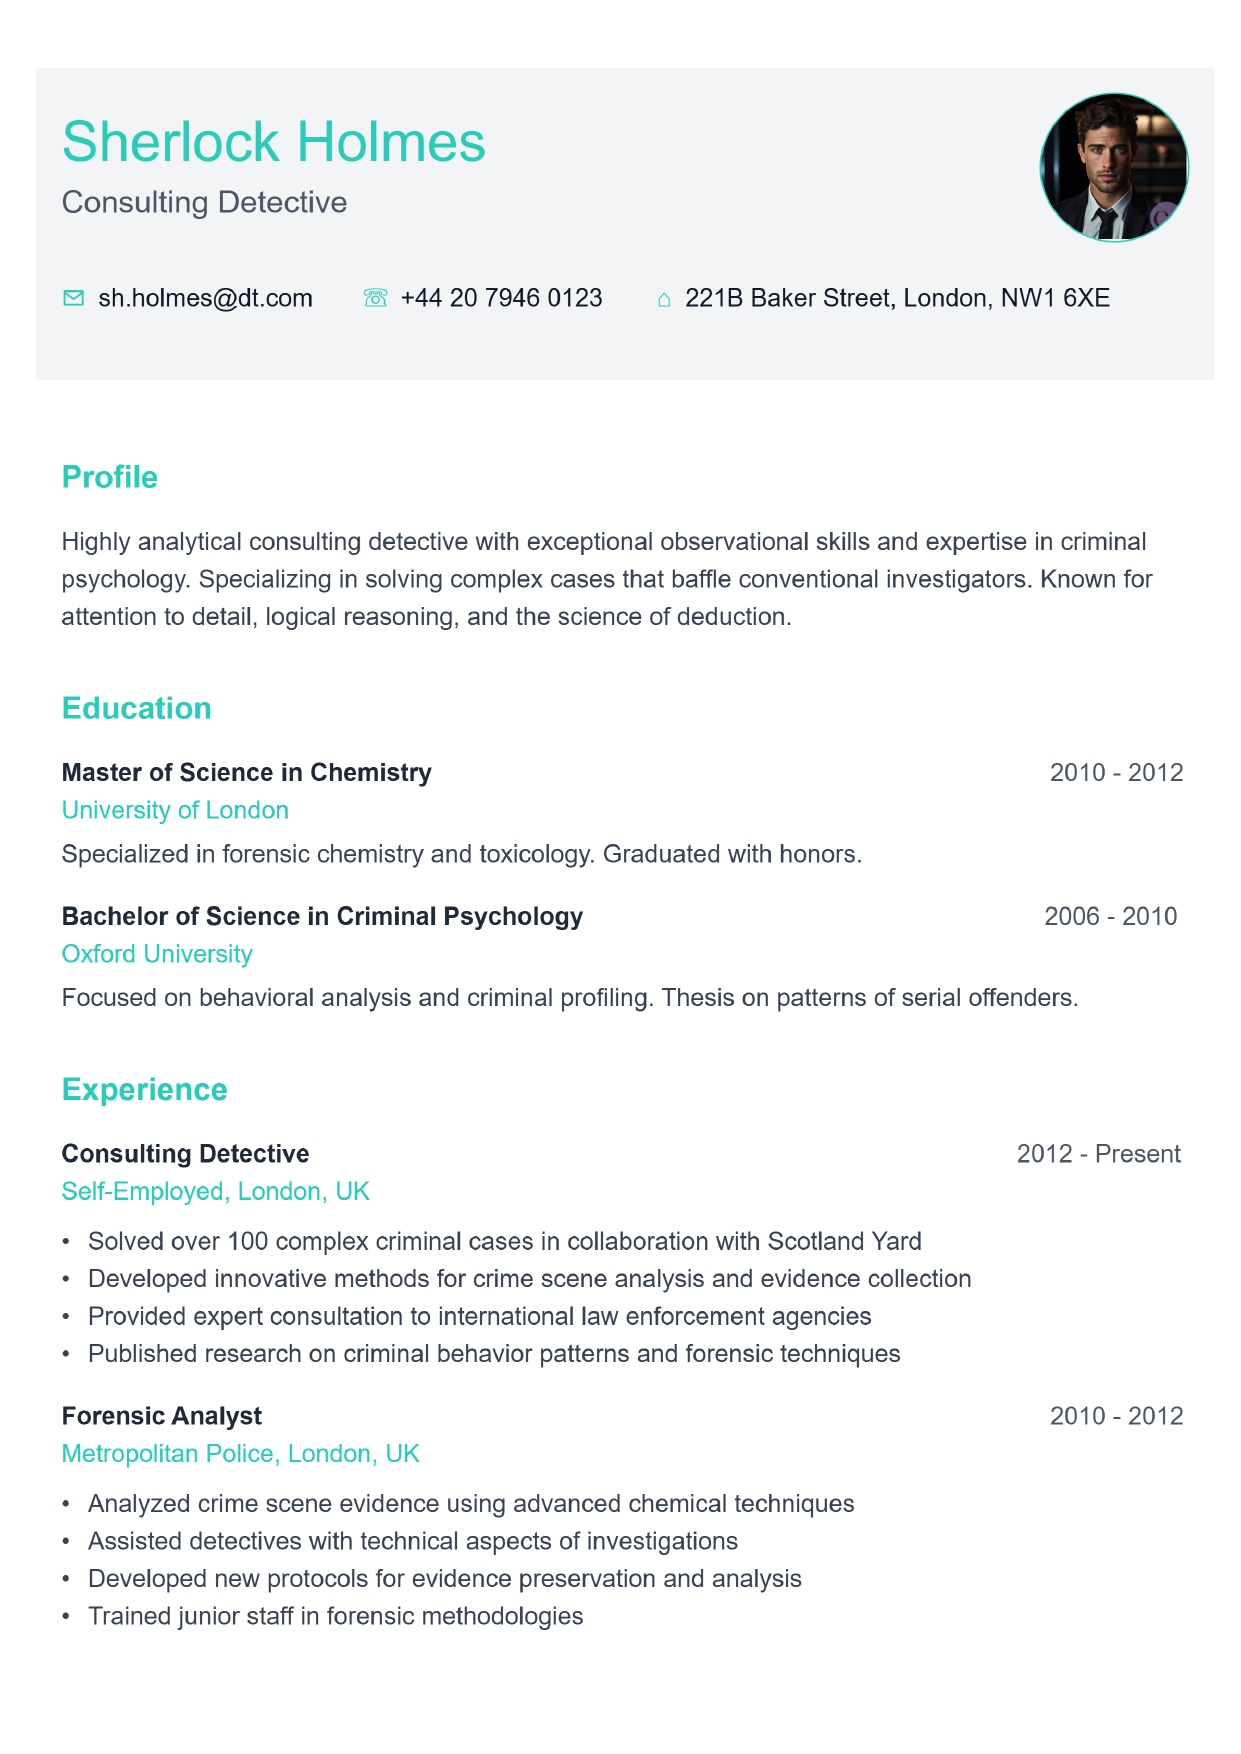 Sherlock Holmes
Consulting Detective
sh.holmes@dt.com +44 20 7946 0123 221B Baker Street, London, NW1 6XE
Profile
Highly analytical consulting detective with exceptional observational skills and expertise in criminal
psychology. Specializing in solving complex cases that baffle conventional investigators. Known for
attention to detail, logical reasoning, and the science of deduction.
Education
Master of Science in Chemistry 2010 - 2012
University of London
Specialized in forensic chemistry and toxicology. Graduated with honors.
Bachelor of Science in Criminal Psychology 2006 - 2010
Oxford University
Focused on behavioral analysis and criminal profiling. Thesis on patterns of serial offenders.
Experience
Consulting Detective 2012 - Present
Self-Employed, London, UK
• Solved over 100 complex criminal cases in collaboration with Scotland Yard
• Developed innovative methods for crime scene analysis and evidence collection
• Provided expert consultation to international law enforcement agencies
• Published research on criminal behavior patterns and forensic techniques
Forensic Analyst 2010 - 2012
Metropolitan Police, London, UK
• Analyzed crime scene evidence using advanced chemical techniques
• Assisted detectives with technical aspects of investigations
• Developed new protocols for evidence preservation and analysis
• Trained junior staff in forensic methodologies